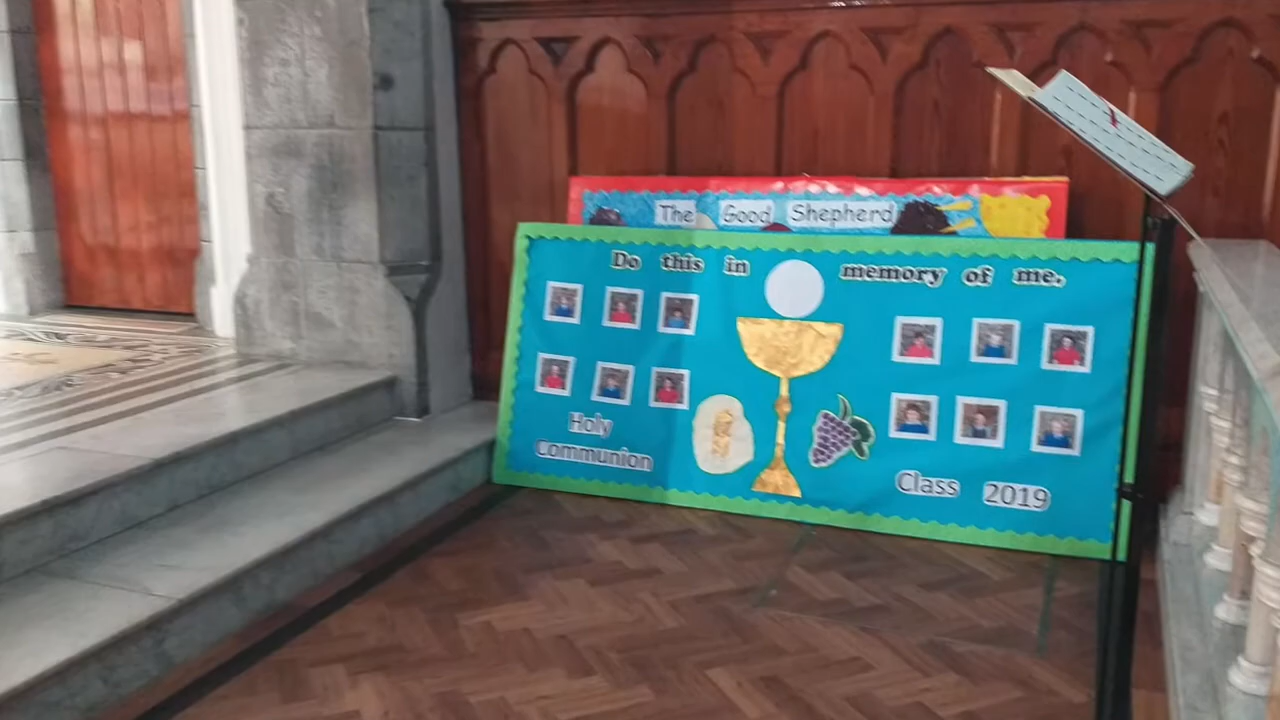 The Good Shepherd
Do this in memory of me.
Holy
Communion
Class 2019